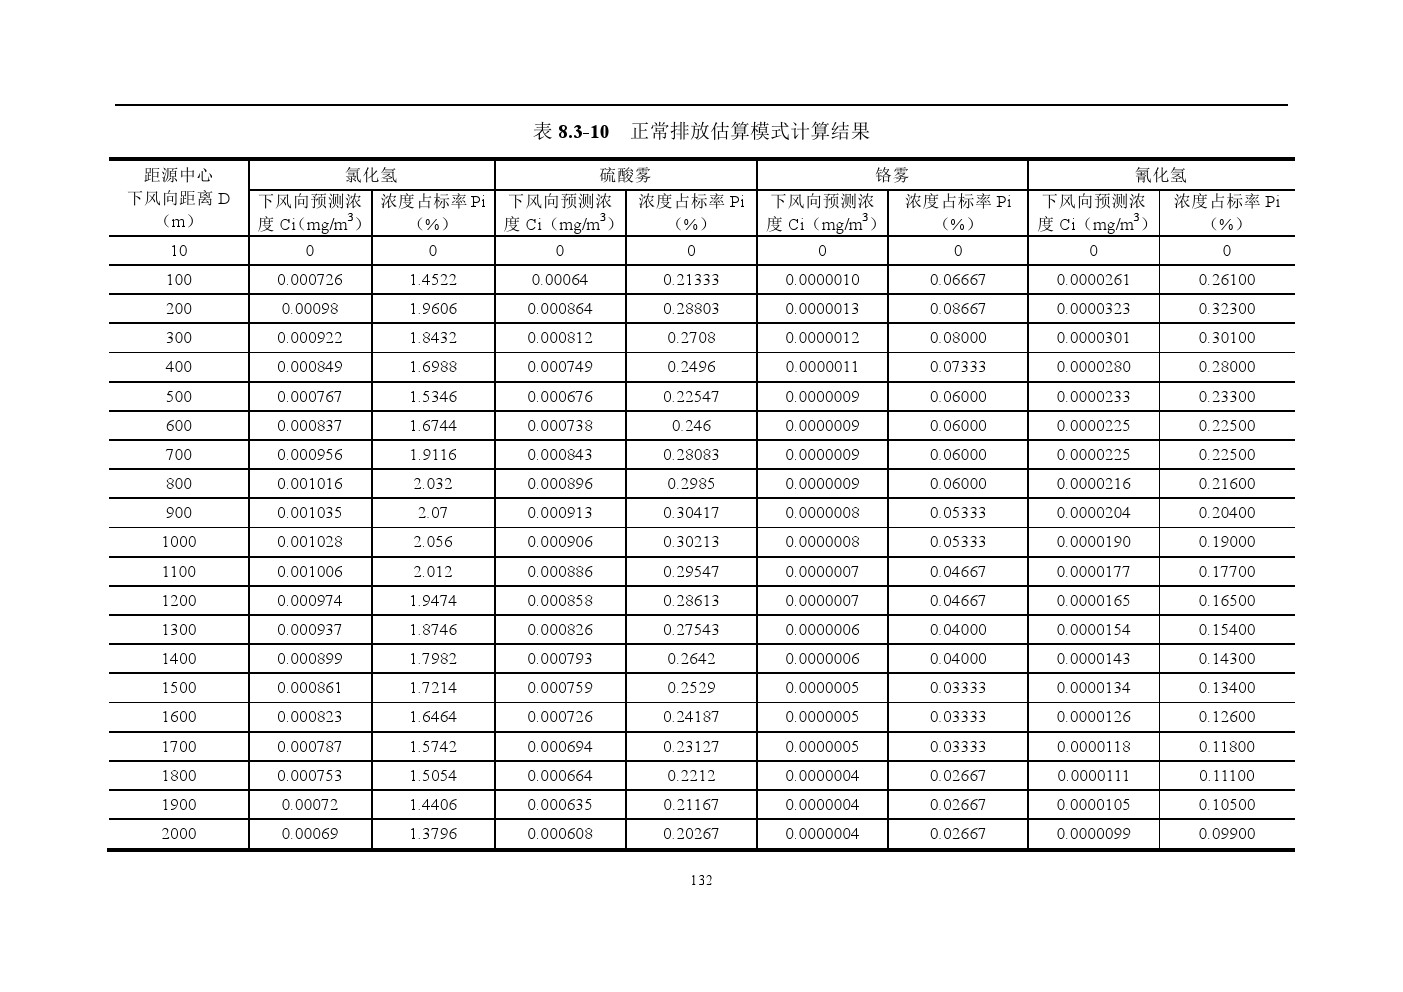 表 8.3-10 正常排放估算模式计算结果
距源中心
下风向距离 D
（m）
氯化氢 硫酸雾 铬雾 氰化氢
下风向预测浓
度 Ci(mg/m³) 浓度占标率 Pi
（%） 下风向预测浓
度 Ci（mg/m³） 浓度占标率 Pi
（%） 下风向预测浓
度 Ci（mg/m³） 浓度占标率 Pi
（%） 下风向预测浓
度 Ci（mg/m³） 浓度占标率 Pi
（%）
10 0 0 0 0 0 0 0 0
100 0.000726 1.4522 0.00064 0.21333 0.0000010 0.06667 0.0000261 0.26100
200 0.00098 1.9606 0.000864 0.28803 0.0000013 0.08667 0.0000323 0.32300
300 0.000922 1.8432 0.000812 0.2708 0.0000012 0.08000 0.0000301 0.30100
400 0.000849 1.6988 0.000749 0.2496 0.0000011 0.07333 0.0000280 0.28000
500 0.000767 1.5346 0.000676 0.22547 0.0000009 0.06000 0.0000233 0.23300
600 0.000837 1.6744 0.000738 0.246 0.0000009 0.06000 0.0000225 0.22500
700 0.000956 1.9116 0.000843 0.28083 0.0000009 0.06000 0.0000225 0.22500
800 0.001016 2.032 0.000896 0.2985 0.0000009 0.06000 0.0000216 0.21600
900 0.001035 2.07 0.000913 0.30417 0.0000008 0.05333 0.0000204 0.20400
1000 0.001028 2.056 0.000906 0.30213 0.0000008 0.05333 0.0000190 0.19000
1100 0.001006 2.012 0.000886 0.29547 0.0000007 0.04667 0.0000177 0.17700
1200 0.000974 1.9474 0.000858 0.28613 0.0000007 0.04667 0.0000165 0.16500
1300 0.000937 1.8746 0.000826 0.27543 0.0000006 0.04000 0.0000154 0.15400
1400 0.000899 1.7982 0.000793 0.2642 0.0000006 0.04000 0.0000143 0.14300
1500 0.000861 1.7214 0.000759 0.2529 0.0000005 0.03333 0.0000134 0.13400
1600 0.000823 1.6464 0.000726 0.24187 0.0000005 0.03333 0.0000126 0.12600
1700 0.000787 1.5742 0.000694 0.23127 0.0000005 0.03333 0.0000118 0.11800
1800 0.000753 1.5054 0.000664 0.2212 0.0000004 0.02667 0.0000111 0.11100
1900 0.00072 1.4406 0.000635 0.21167 0.0000004 0.02667 0.0000105 0.10500
2000 0.00069 1.3796 0.000608 0.20267 0.0000004 0.02667 0.0000099 0.09900
132